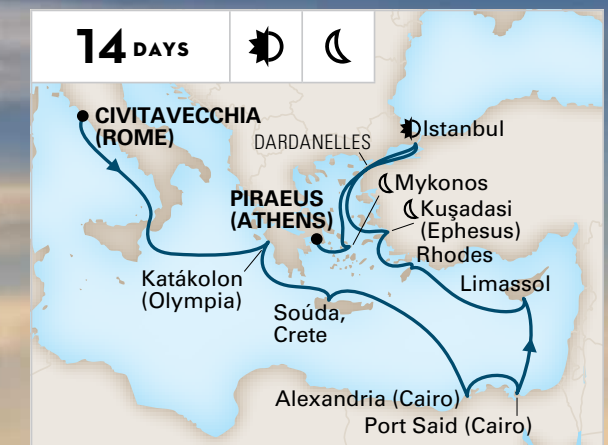 14 DAYS
CIVITAVECCHIA
(ROME)
DARDANELLES
Istanbul
Mykonos
PIRAEUS
(ATHENS)
Kuşadasi
(Ephesus)
Rhodes
Katákolon
(Olympia)
Limassol
Soúda,
Crete
Alexandria (Cairo)
Port Said (Cairo)